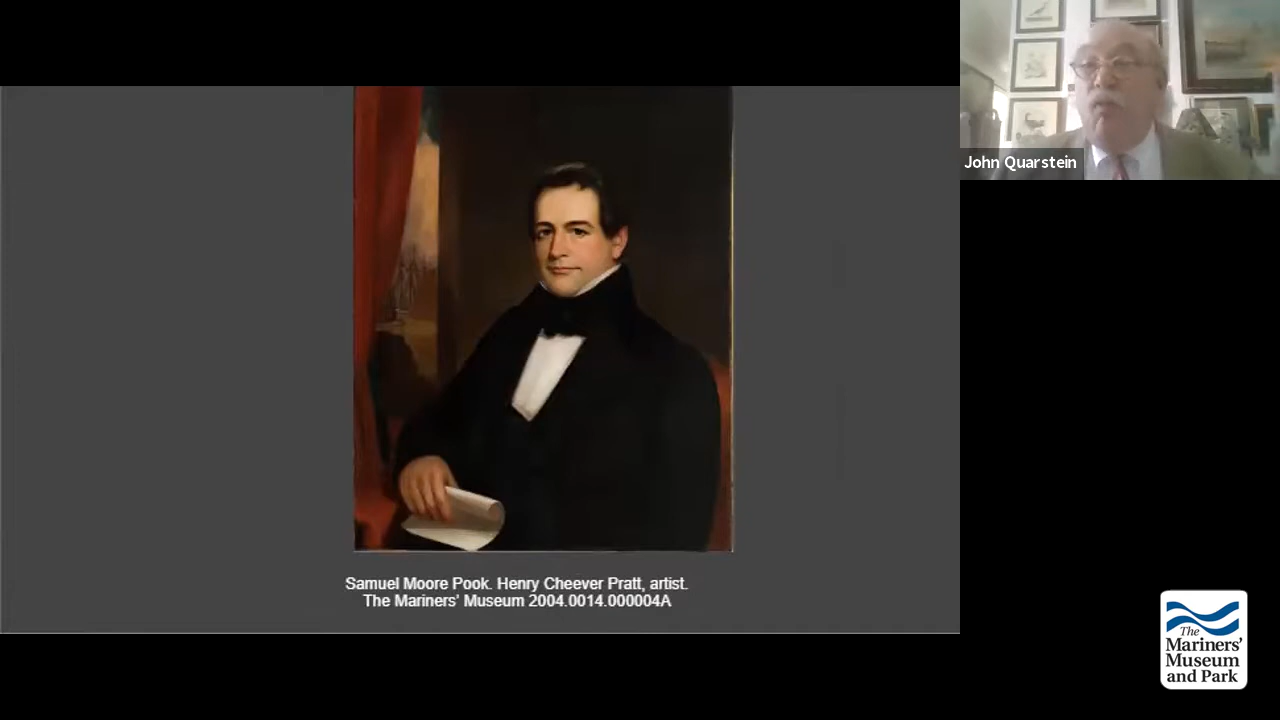 John Quarstein
Samuel Moore Pook. Henry Cheever Pratt, artist.
The Mariners' Museum 2004.0014.000004A
The
Mariners'
Museum
and Park